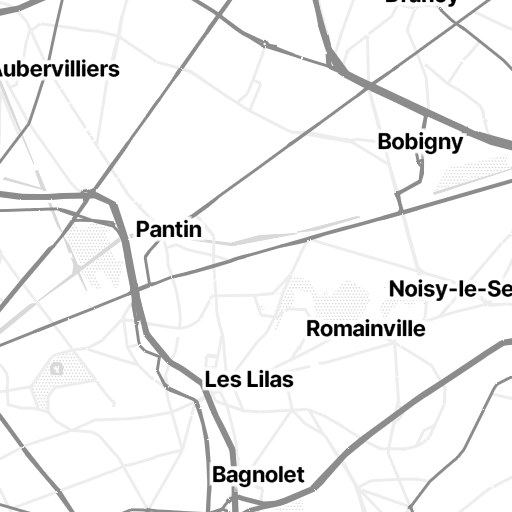 Aubervilliers
Bobigny
Pantin
Noisy-le-Se
Romainville
Les Lilas
Bagnolet